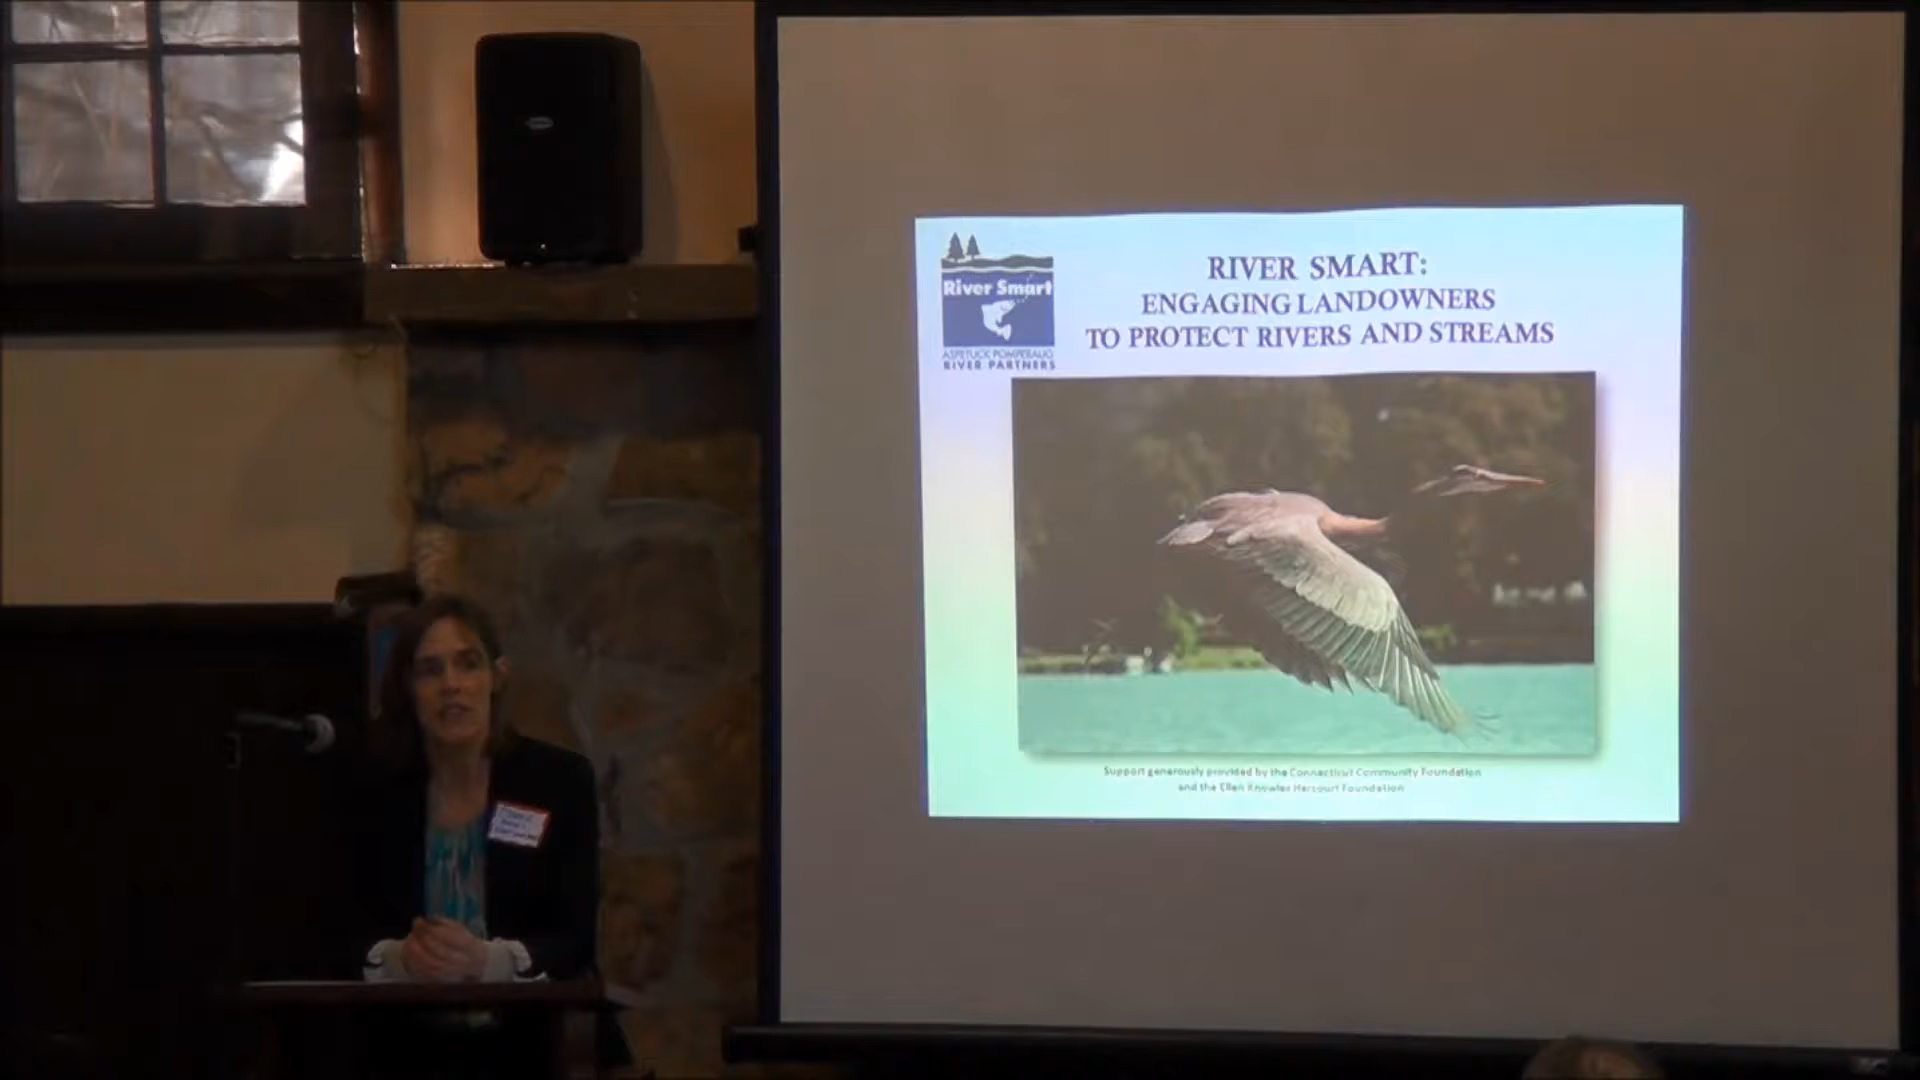 River Smart
ASPETUCK POMPERAUG
RIVER PARTNERS
RIVER SMART:
ENGAGING LANDOWNERS
TO PROTECT RIVERS AND STREAMS
Support generously provided by the Connecticut Community Foundation
and the Ellen Knowles Harcourt Foundation